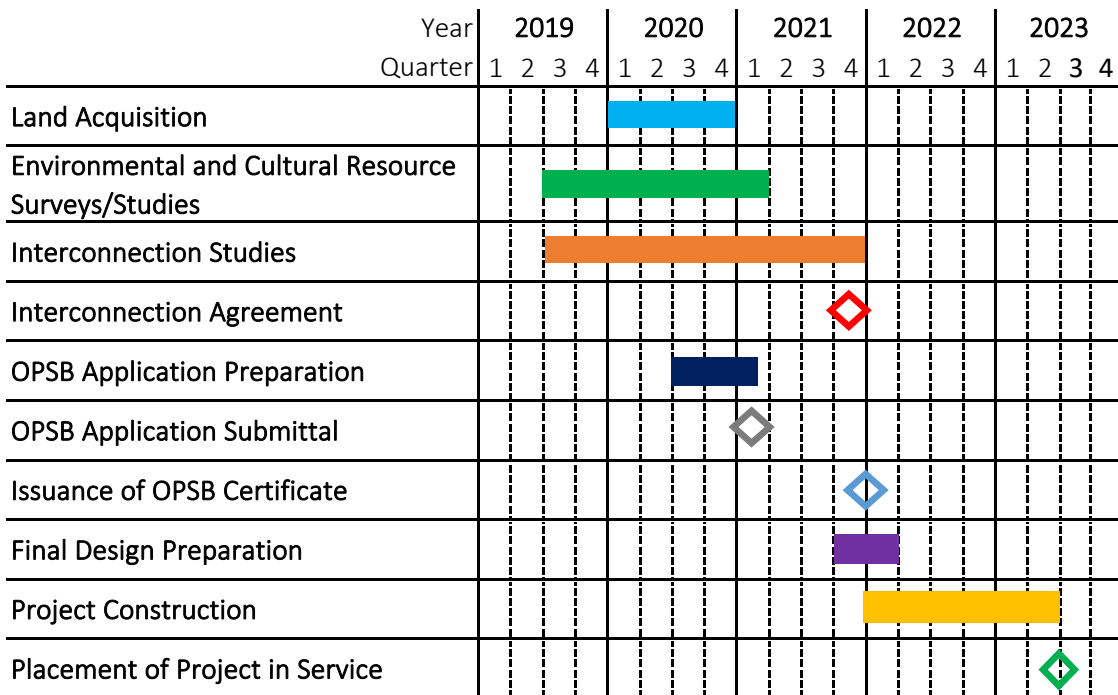 Year 2019 2020 2021 2022 2023
Quarter 1 2 3 4 1 2 3 4 1 2 3 4 1 2 3 4 1 2 3 4
Land Acquisition
Environmental and Cultural Resource
Surveys/Studies
Interconnection Studies
Interconnection Agreement
OPSB Application Preparation
OPSB Application Submittal
Issuance of OPSB Certificate
Final Design Preparation
Project Construction
Placement of Project in Service